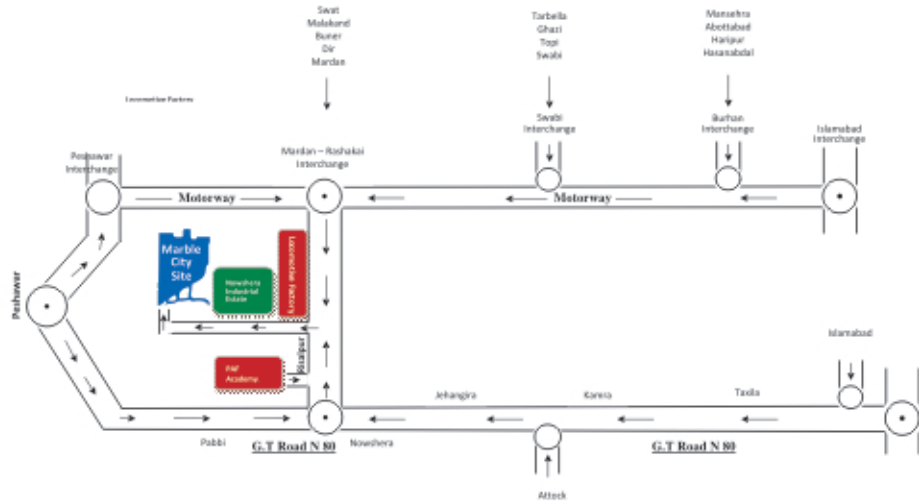 Swat
Malakand
Buner
Dir
Mardan
Tarbella
Ghazi
Topi
Swabi
Mansehra
Abottabad
Haripur
Hasanabdal
Locomotive Factory
Peshawar
Interchange
Mardan – Rashakai
Interchange
Swabi
Interchange
Burhan
Interchange
Islamabad
Interchange
Motorway
Motorway
Marble
City
Site
Nowshera
Industrial
Estate
Locomotive Factory
Peshawar
Risalpur
PAF
Academy
Islamabad
Jehangira
Kamra
Taxila
Pabbi
G.T Road N 80
Nowshera
G.T Road N 80
Attock